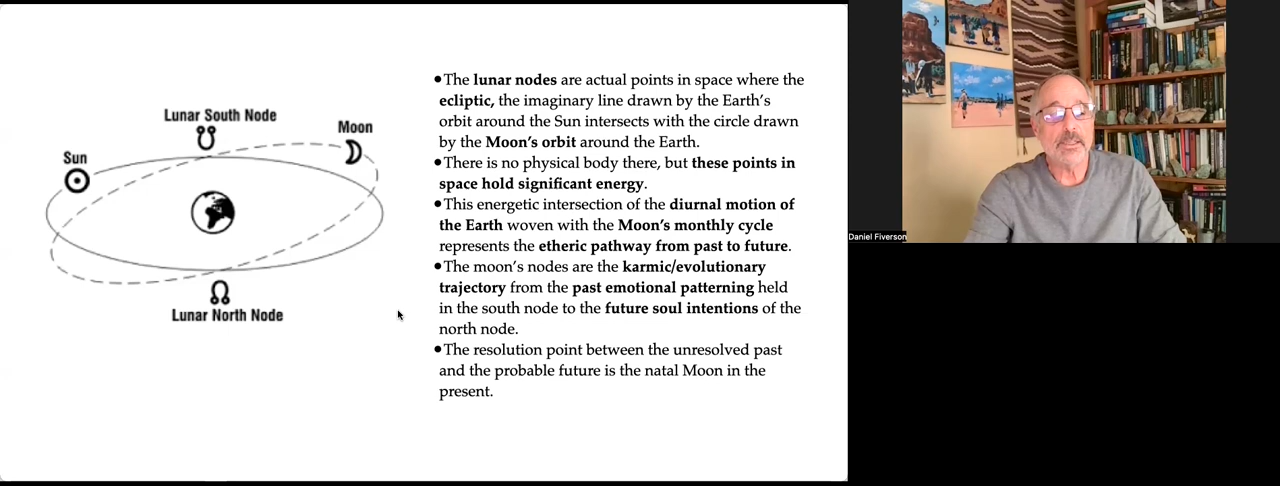 Lunar South Node
Moon
Sun
Lunar North Node
•The lunar nodes are actual points in space where the
ecliptic, the imaginary line drawn by the Earth's
orbit around the Sun intersects with the circle drawn
by the Moon's orbit around the Earth.
•There is no physical body there, but these points in
space hold significant energy.
•This energetic intersection of the diurnal motion of
the Earth woven with the Moon's monthly cycle
represents the etheric pathway from past to future.
•The moon's nodes are the karmic/evolutionary
trajectory from the past emotional patterning held
in the south node to the future soul intentions of the
north node.
•The resolution point between the unresolved past
and the probable future is the natal Moon in the
present.
Daniel Fiverson